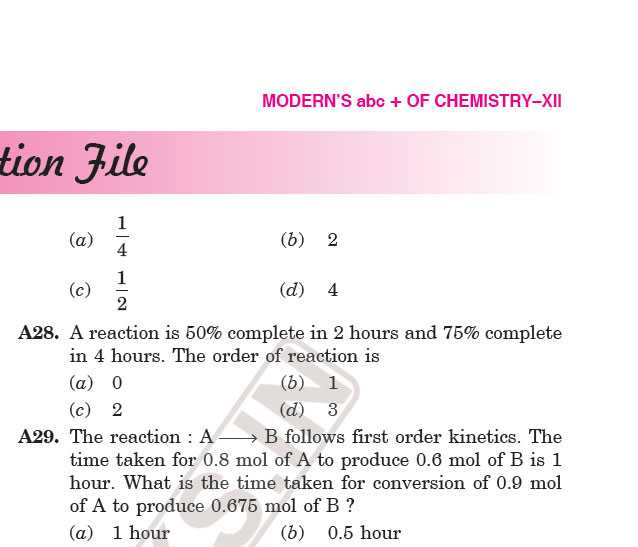 MODERN'S abc + OF CHEMISTRY–XII
tion File
(a) 1/4 (b) 2
(c) 1/2 (d) 4
A28. A reaction is 50% complete in 2 hours and 75% complete
in 4 hours. The order of reaction is
(a) 0 (b) 1
(c) 2 (d) 3
A29. The reaction : A ⟶ B follows first order kinetics. The
time taken for 0.8 mol of A to produce 0.6 mol of B is 1
hour. What is the time taken for conversion of 0.9 mol
of A to produce 0.675 mol of B ?
(a) 1 hour (b) 0.5 hour